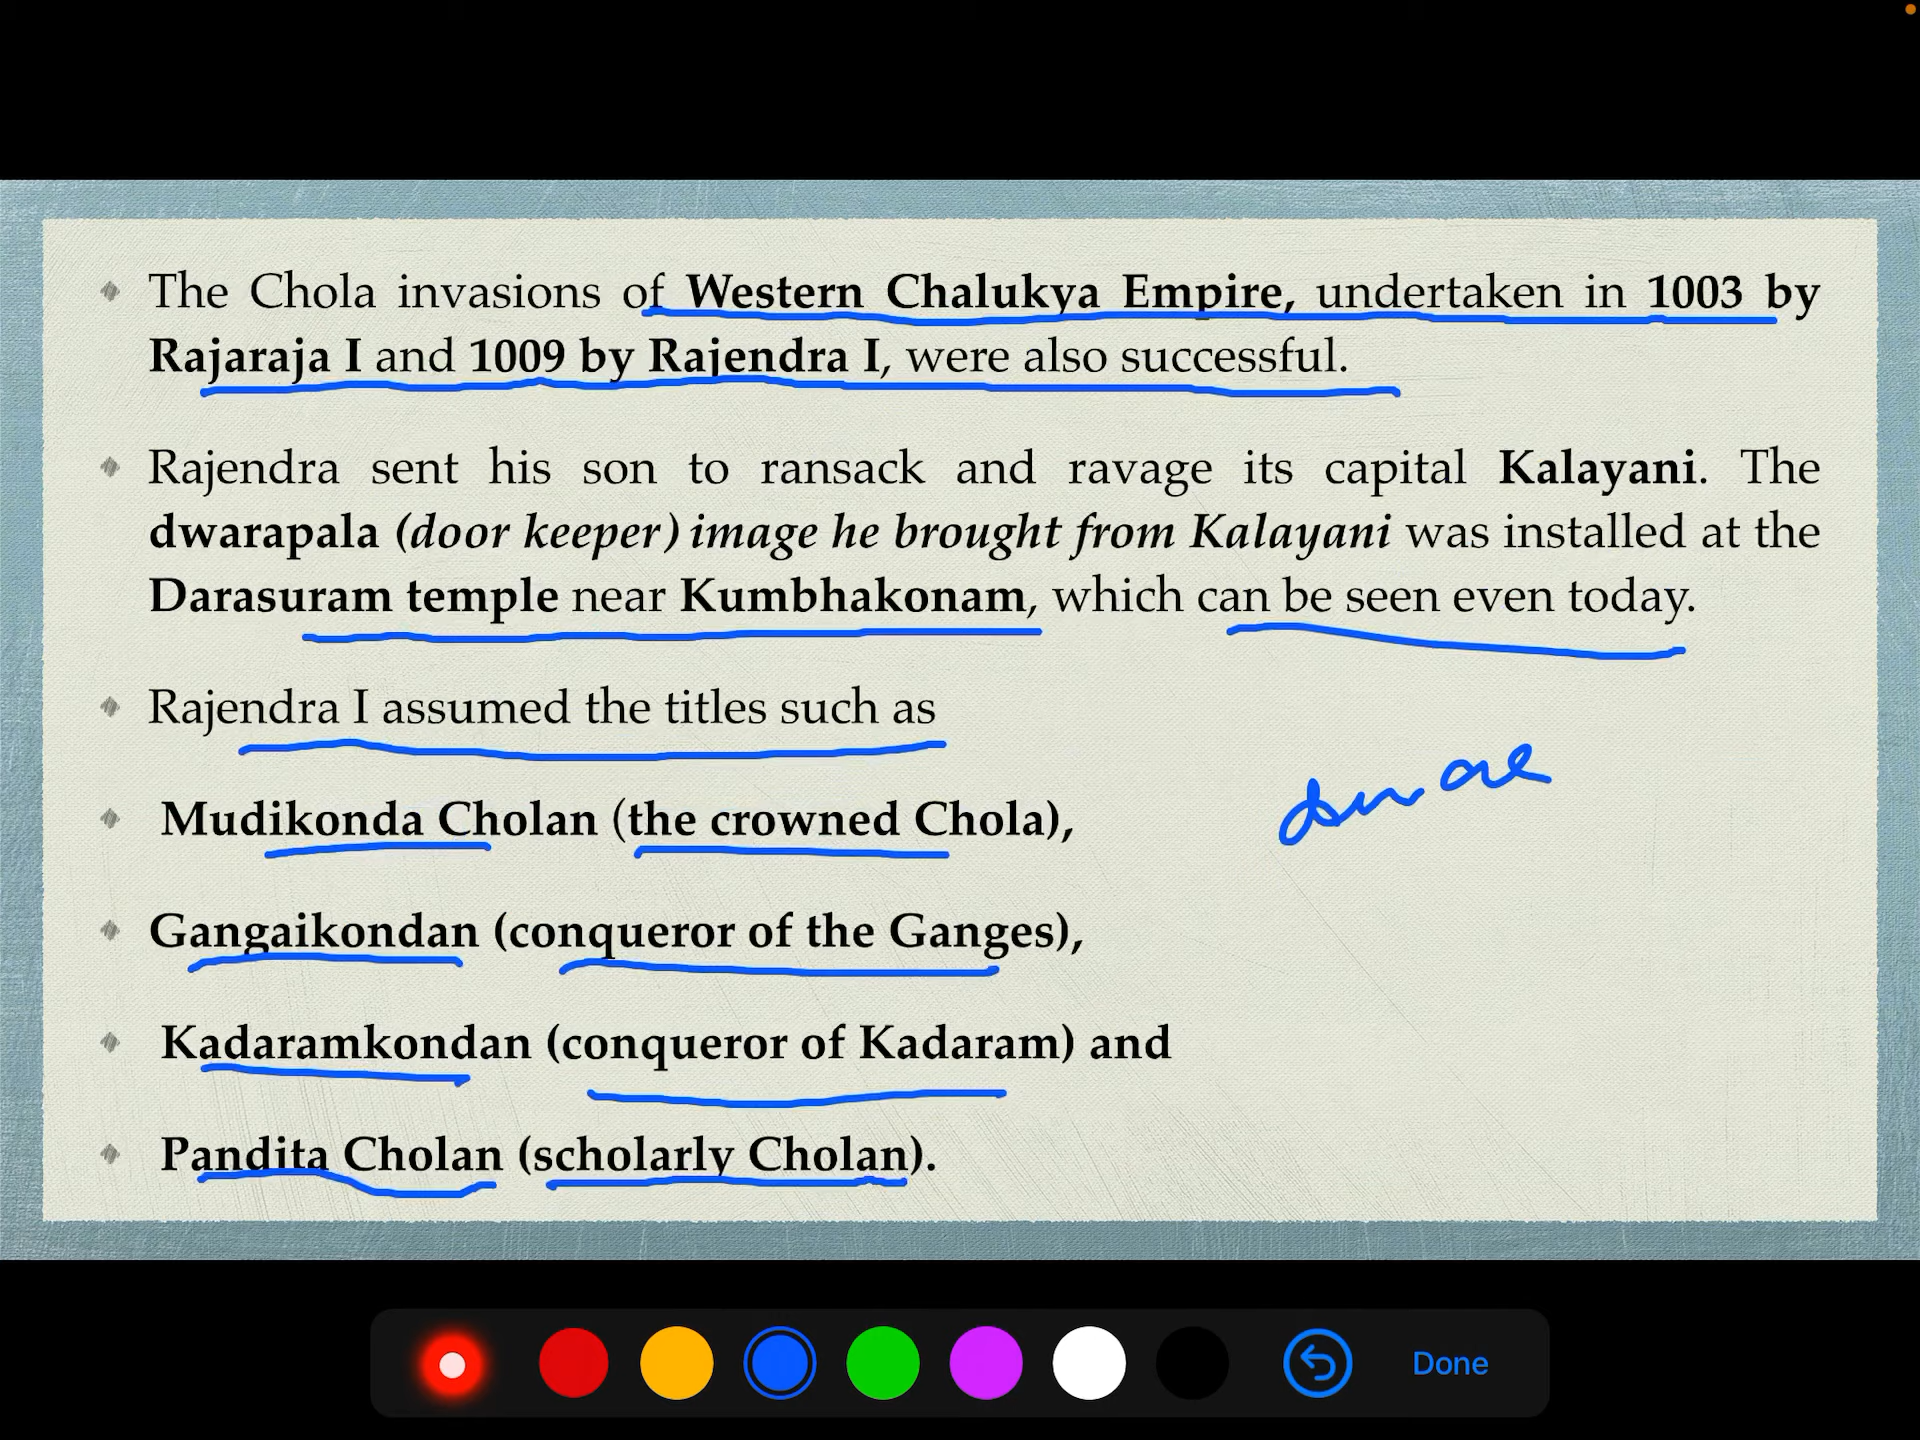 The Chola invasions of Western Chalukya Empire, undertaken in 1003 by
Rajaraja I and 1009 by Rajendra I, were also successful.
Rajendra sent his son to ransack and ravage its capital Kalayani. The
dwarapala (door keeper) image he brought from Kalayani was installed at the
Darasuram temple near Kumbhakonam, which can be seen even today.
Rajendra I assumed the titles such as
Mudikonda Cholan (the crowned Chola),
Gangaikondan (conqueror of the Ganges),
Kadaramkondan (conqueror of Kadaram) and
Pandita Cholan (scholarly Cholan).
Done